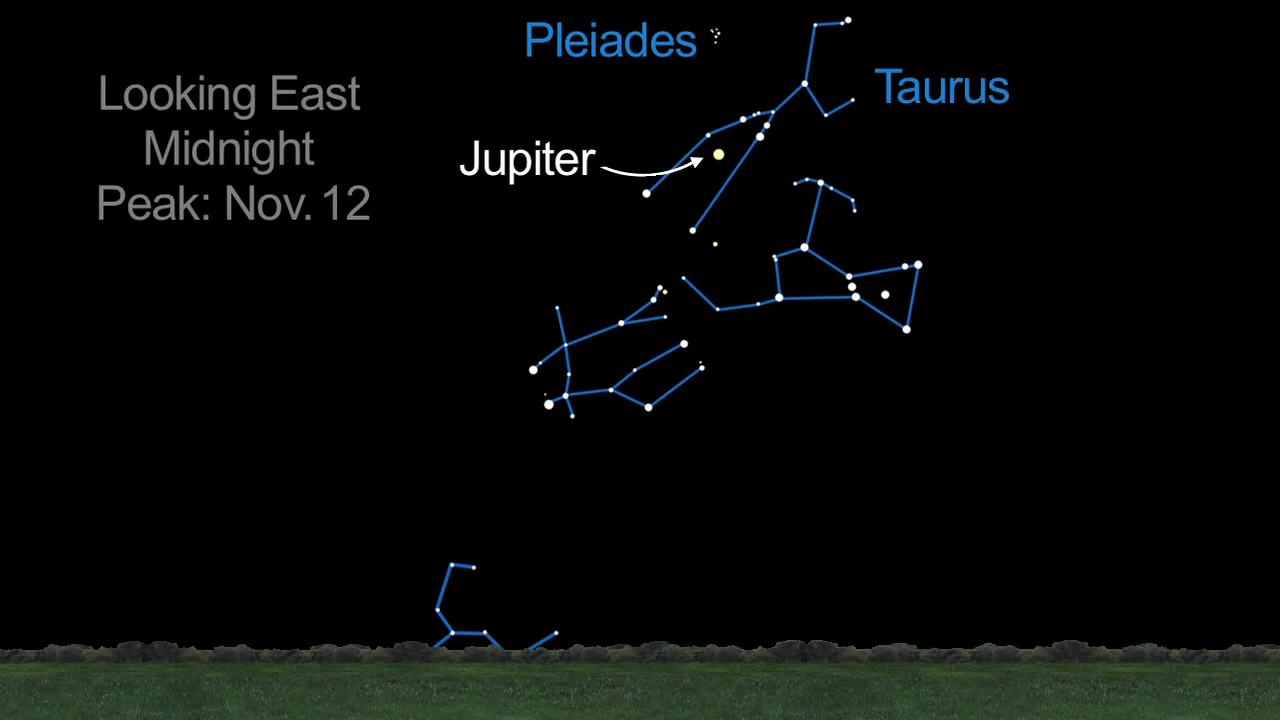 Pleiades
Taurus
Looking East
Midnight
Peak: Nov. 12
Jupiter